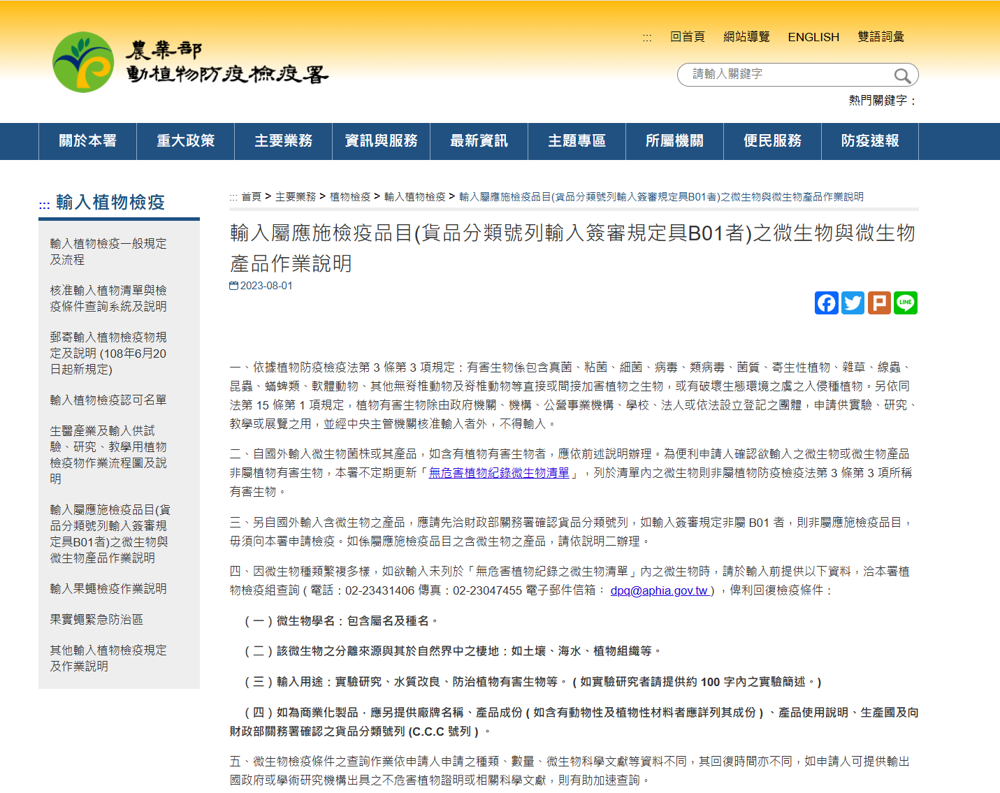 農業部
動植物防疫檢疫署
:::
回首頁
網站導覽
ENGLISH
雙語詞彙
請輸入關鍵字
熱門關鍵字：
關於本署
重大政策
主要業務
資訊與服務
最新資訊
主題專區
所屬機關
便民服務
防疫速報
::: 輸入植物檢疫
輸入植物檢疫一般規定
及流程
核准輸入植物清單與檢
疫條件查詢系統及說明
郵寄輸入植物檢疫物規
定及說明 (108年6月20
日起新規定)
輸入植物檢疫認可名單
生醫產業及輸入供試
驗、研究、教學用植物
檢疫物作業流程圖及說
明
輸入屬應施檢疫品目(貨
品分類號列輸入簽審規
定具B01者)之微生物與
微生物產品作業說明
輸入果蠅檢疫作業說明
果實蠅緊急防治區
其他輸入植物檢疫規定
及作業說明
::: 首頁 > 主要業務 > 植物檢疫 > 輸入植物檢疫 > 輸入屬應施檢疫品目(貨品分類號列輸入簽審規定具B01者)之微生物與微生物產品作業說明
輸入屬應施檢疫品目(貨品分類號列輸入簽審規定具B01者)之微生物與微生物
產品作業說明
2023-08-01
LINE
一、依據植物防疫檢疫法第 3 條第 3 項規定：有害生物係包含真菌、粘菌、細菌、病毒、類病毒、菌質、寄生性植物、雜草、線蟲、
昆蟲、蟎蜱類、軟體動物、其他無脊椎動物及脊椎動物等直接或間接加害植物之生物，或有破壞生態環境之虞之入侵種植物。另依同
法第 15 條第 1 項規定，植物有害生物除由政府機關、機構、公營事業機構、學校、法人或依法設立登記之團體，申請供實驗、研究、
教學或展覽之用，並經中央主管機關核准輸入者外，不得輸入。
二、自國外輸入微生物菌株或其產品，如含有植物有害生物者，應依前述說明辦理。為便利申請人確認欲輸入之微生物或微生物產品
非屬植物有害生物，本署不定期更新「無危害植物紀錄微生物清單」，列於清單內之微生物則非屬植物防疫檢疫法第 3 條第 3 項所稱
有害生物。
三、另自國外輸入含微生物之產品，應請先洽財政部關務署確認貨品分類號列，如輸入簽審規定非屬 B01 者，則非屬應施檢疫品目，
毋須向本署申請檢疫。如係屬應施檢疫品目之含微生物之產品，請依說明二辦理。
四、因微生物種類繁複多樣，如欲輸入未列於「無危害植物紀錄之微生物清單」內之微生物時，請於輸入前提供以下資料，洽本署植
物檢疫組查詢 ( 電話：02-23431406 傳真：02-23047455 電子郵件信箱： dpq@aphia.gov.tw ) ，俾利回復檢疫條件：
（一）微生物學名：包含屬名及種名。
（二）該微生物之分離來源與其於自然界中之棲地：如土壤、海水、植物組織等。
（三）輸入用途：實驗研究、水質改良、防治植物有害生物等。 ( 如實驗研究者請提供約 100 字內之實驗簡述。)
（四）如為商業化製品，應另提供廠牌名稱、產品成份 ( 如含有動物性及植物性材料者應詳列其成份 ) 、產品使用說明、生產國及向
財政部關務署確認之貨品分類號列 (C.C.C 號列 ) 。
五、微生物檢疫條件之查詢作業依申請人申請之種類、數量、微生物科學文獻等資料不同，其回復時間亦不同，如申請人可提供輸出
國政府或學術研究機構出具之不危害植物證明或相關科學文獻，則有助加速查詢。